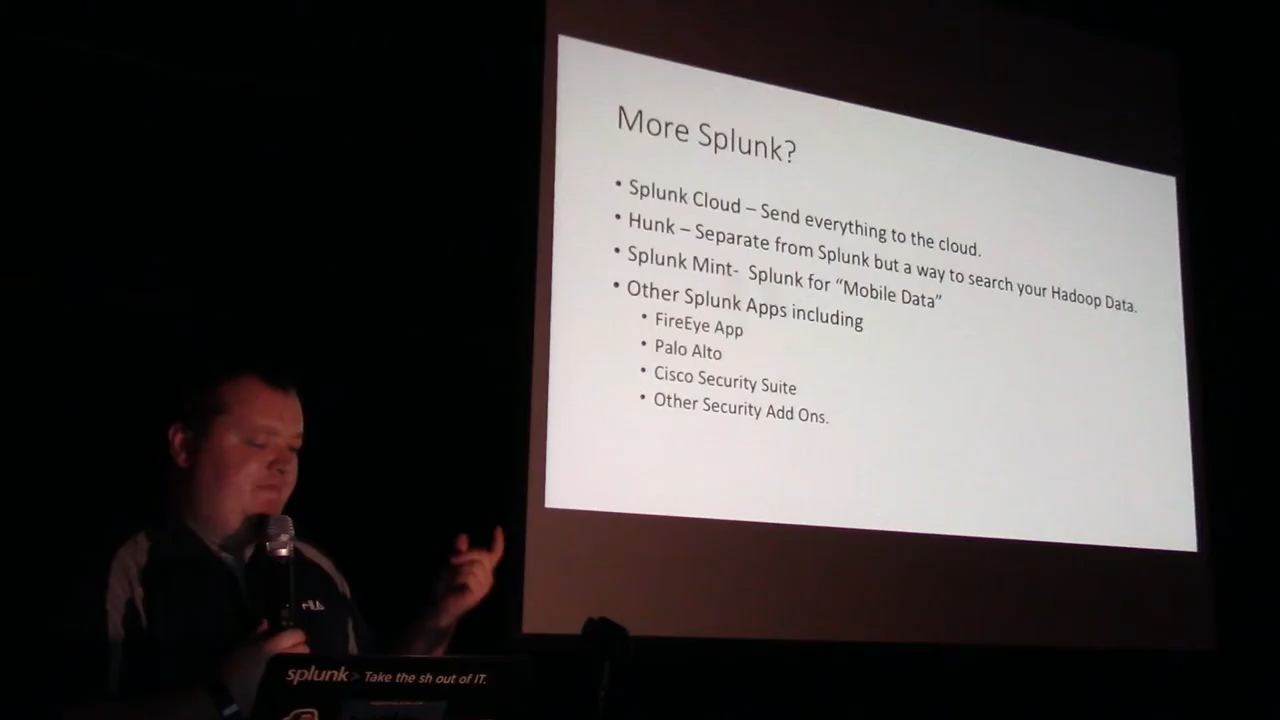 More Splunk?
• Splunk Cloud – Send everything to the cloud.
• Hunk – Separate from Splunk but a way to search your Hadoop Data.
• Splunk Mint- Splunk for “Mobile Data”
• Other Splunk Apps including
• FireEye App
• Palo Alto
• Cisco Security Suite
• Other Security Add Ons.
FILA
splunk> Take the sh out of IT.